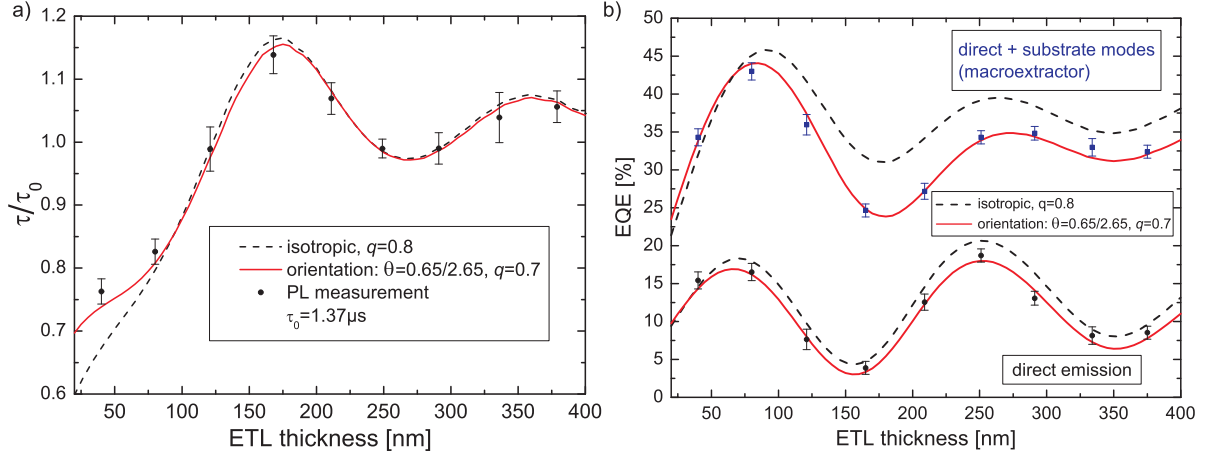 a)
1.2
1.1
1.0
0.9
0.8
0.7
0.6
τ/τ0
isotropic, q=0.8
orientation: θ=0.65/2.65, q=0.7
PL measurement
τ0=1.37µs
50 100 150 200 250 300 350 400
ETL thickness [nm]
b)
50
45
40
35
30
25
20
15
10
5
0
EQE [%]
direct + substrate modes
(macroextractor)
isotropic, q=0.8
orientation: θ=0.65/2.65, q=0.7
direct emission
50 100 150 200 250 300 350 400
ETL thickness [nm]